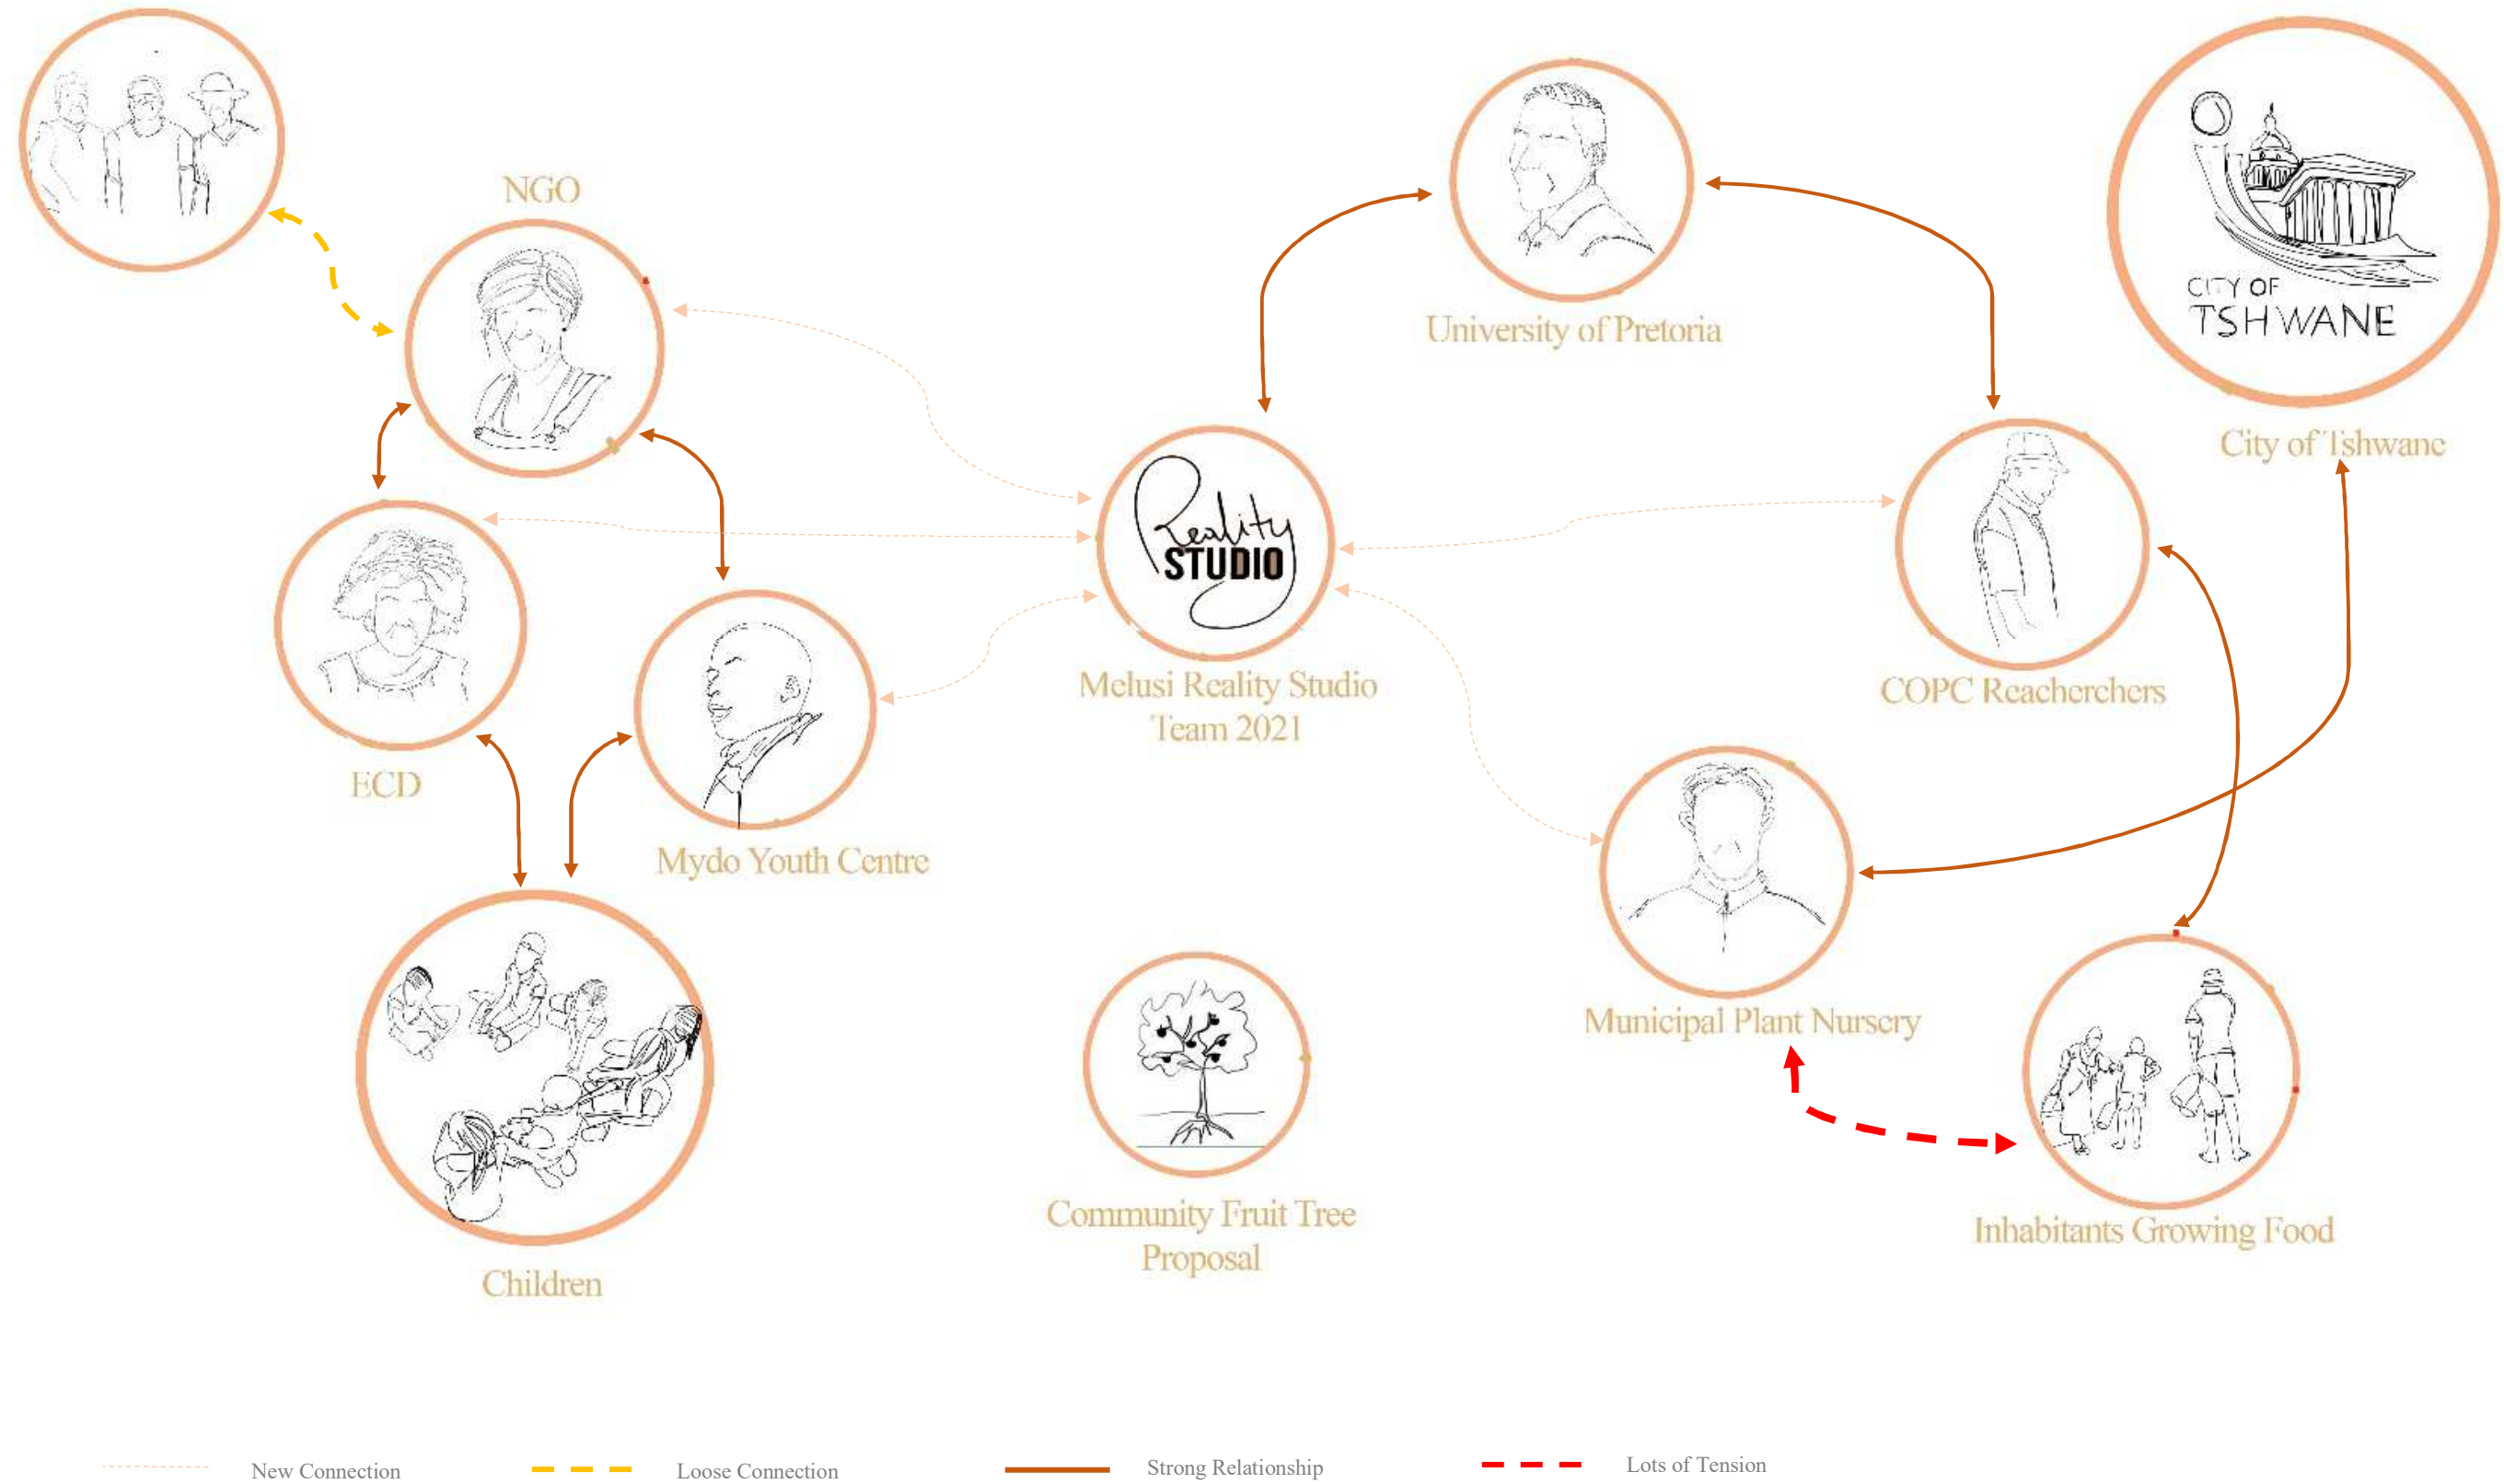 NGO
University of Pretoria
CITY OF
TSHWANE
City of Tshwane
Reality
STUDIO
Melusi Reality Studio
Team 2021
COPC Reacherchers
ECD
Mydo Youth Centre
Municipal Plant Nursery
Community Fruit Tree
Proposal
Inhabitants Growing Food
Children
New Connection
Loose Connection
Strong Relationship
Lots of Tension